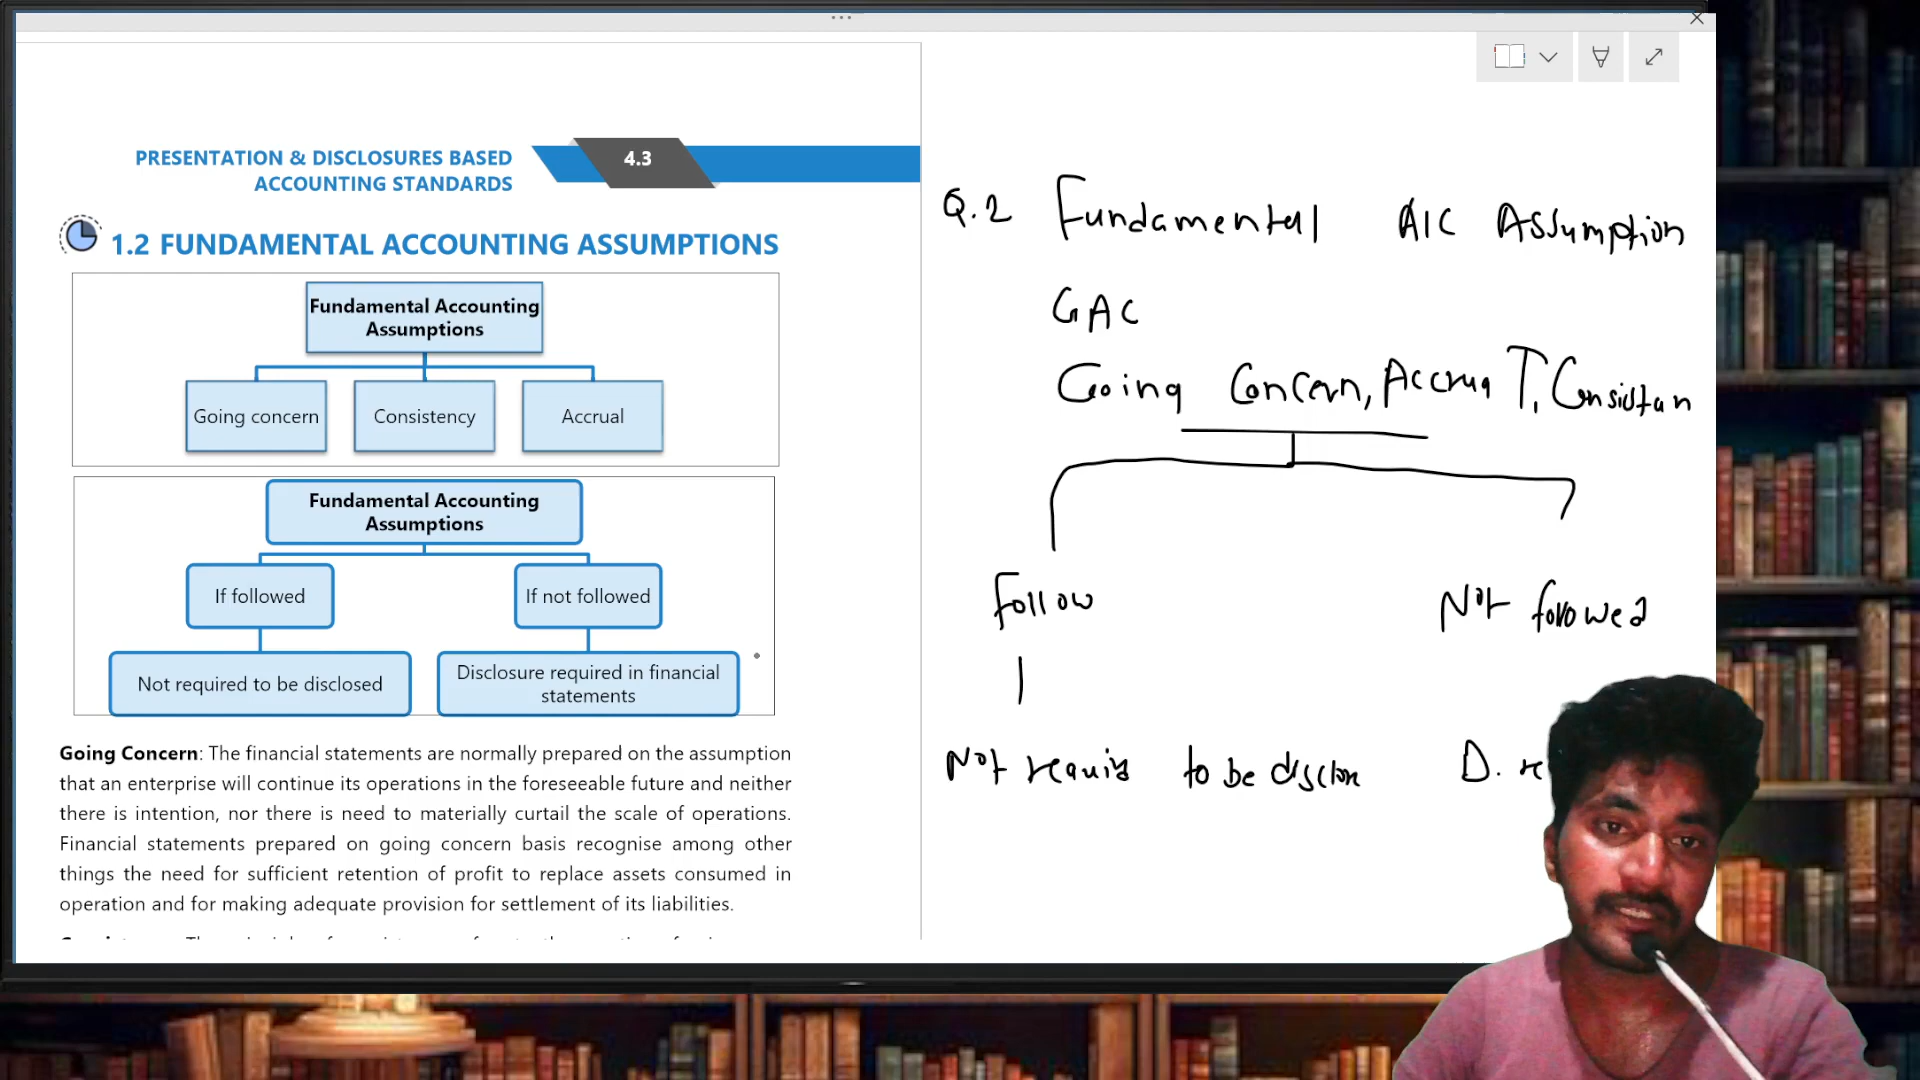 PRESENTATION & DISCLOSURES BASED
ACCOUNTING STANDARDS
4.3
1.2 FUNDAMENTAL ACCOUNTING ASSUMPTIONS
Fundamental Accounting
Assumptions
Going concern
Consistency
Accrual
Fundamental Accounting
Assumptions
If followed
If not followed
Not required to be disclosed
Disclosure required in financial
statements
Going Concern: The financial statements are normally prepared on the assumption
that an enterprise will continue its operations in the foreseeable future and neither
there is intention, nor there is need to materially curtail the scale of operations.
Financial statements prepared on going concern basis recognise among other
things the need for sufficient retention of profit to replace assets consumed in
operation and for making adequate provision for settlement of its liabilities.
Q.2 Fundamental A/C Assumption
GAC
Going Concern, Accrua
Follow
Not followed
Not to be
D. re